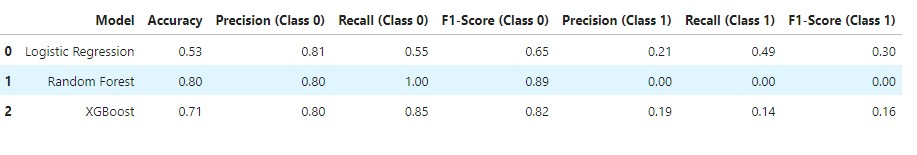 Model Accuracy Precision (Class 0) Recall (Class 0) F1-Score (Class 0) Precision (Class 1) Recall (Class 1) F1-Score (Class 1)
0 Logistic Regression 0.53 0.81 0.55 0.65 0.21 0.49 0.30
1 Random Forest 0.80 0.80 1.00 0.89 0.00 0.00 0.00
2 XGBoost 0.71 0.80 0.85 0.82 0.19 0.14 0.16